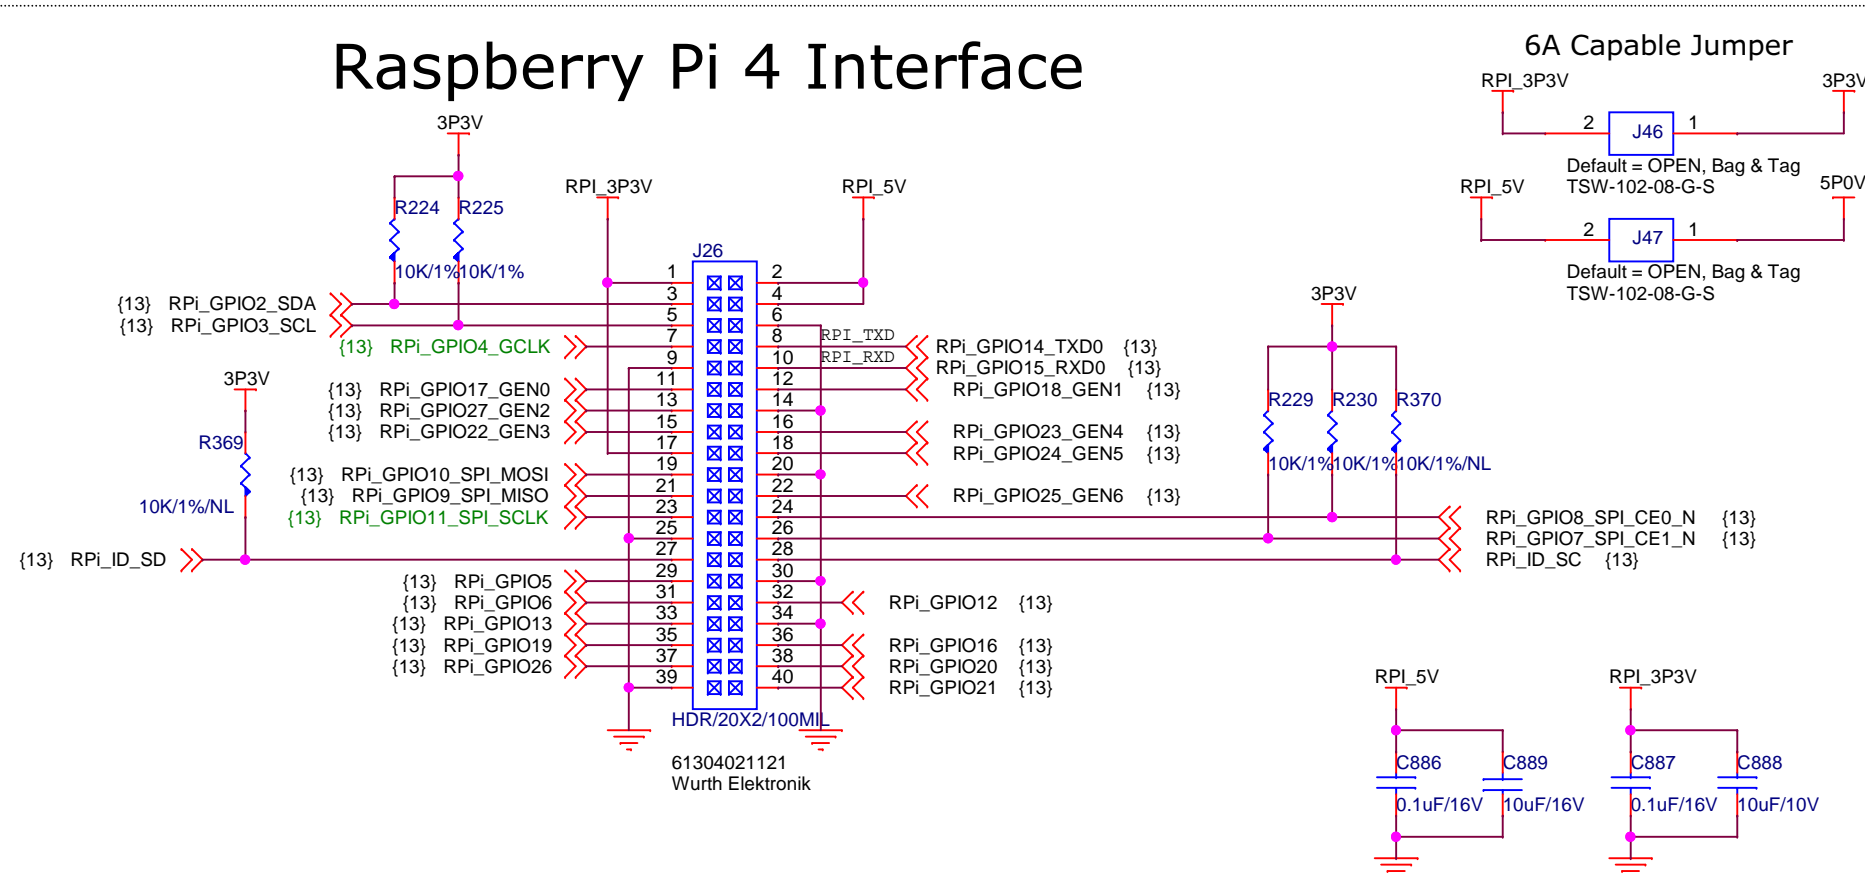 Raspberry Pi 4 Interface
6A Capable Jumper
RPI_3P3V
3P3V
2
J46
1
Default = OPEN, Bag & Tag
TSW-102-08-G-S
RPI_5V
5P0V
2
J47
1
Default = OPEN, Bag & Tag
TSW-102-08-G-S
3P3V
R224
R225
10K/1%
10K/1%
RPI_3P3V
RPI_5V
J26
1 2
{13} RPi_GPIO2_SDA 3 4
{13} RPi_GPIO3_SCL 5 6
{13} RPi_GPIO4_GCLK 7 8 RPI_TXD RPi_GPIO14_TXD0 {13}
9 10 RPI_RXD RPi_GPIO15_RXD0 {13}
{13} RPi_GPIO17_GEN0 11 12 RPi_GPIO18_GEN1 {13}
{13} RPi_GPIO27_GEN2 13 14
{13} RPi_GPIO22_GEN3 15 16 RPi_GPIO23_GEN4 {13}
17 18 RPi_GPIO24_GEN5 {13}
{13} RPi_GPIO10_SPI_MOSI 19 20
{13} RPi_GPIO9_SPI_MISO 21 22 RPi_GPIO25_GEN6 {13}
{13} RPi_GPIO11_SPI_SCLK 23 24 RPi_GPIO8_SPI_CE0_N {13}
25 26 RPi_GPIO7_SPI_CE1_N {13}
{13} RPi_ID_SD 27 28 RPi_ID_SC {13}
{13} RPi_GPIO5 29 30
{13} RPi_GPIO6 31 32 RPi_GPIO12 {13}
{13} RPi_GPIO13 33 34
{13} RPi_GPIO19 35 36 RPi_GPIO16 {13}
{13} RPi_GPIO26 37 38 RPi_GPIO20 {13}
39 40 RPi_GPIO21 {13}
HDR/20X2/100MIL
61304021121
Wurth Elektronik
3P3V
R369
10K/1%/NL
3P3V
R229
R230
R370
10K/1%
10K/1%
10K/1%/NL
RPI_5V
C886
C889
0.1uF/16V
10uF/16V
RPI_3P3V
C887
C888
0.1uF/16V
10uF/10V